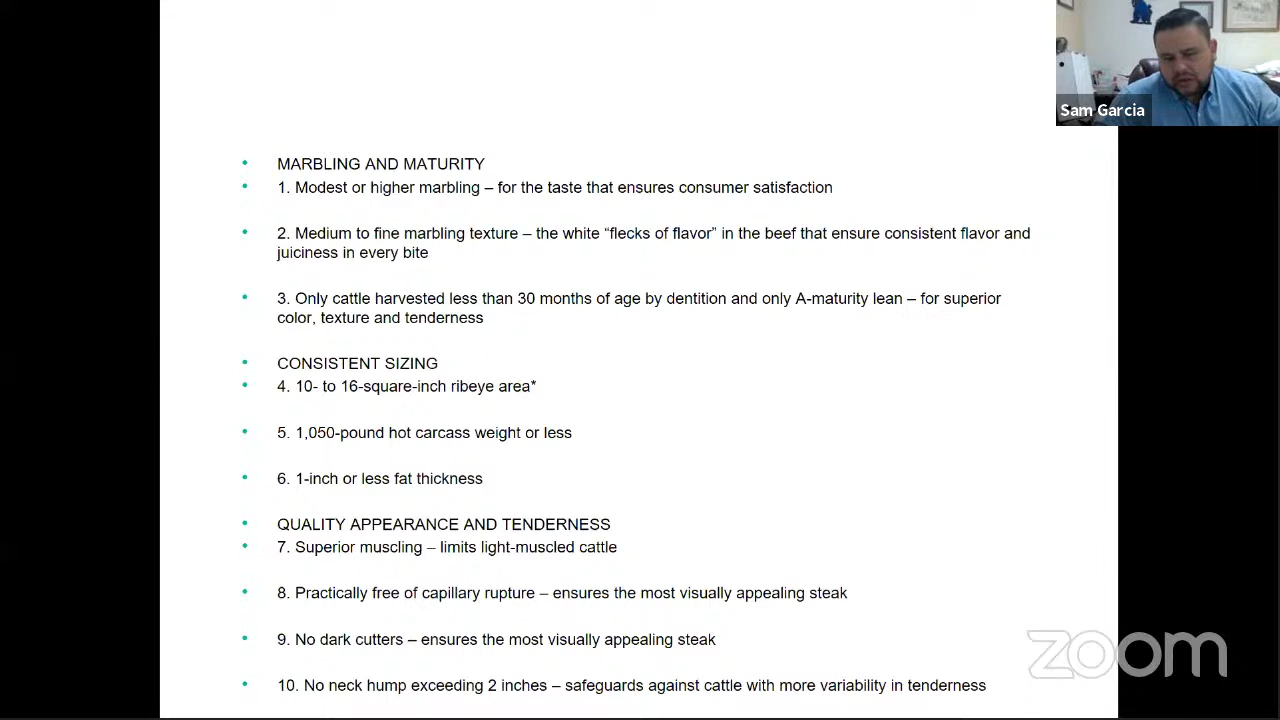 Sam Garcia
• MARBLING AND MATURITY
• 1. Modest or higher marbling – for the taste that ensures consumer satisfaction
• 2. Medium to fine marbling texture – the white “flecks of flavor” in the beef that ensure consistent flavor and
juiciness in every bite
• 3. Only cattle harvested less than 30 months of age by dentition and only A-maturity lean – for superior
color, texture and tenderness
• CONSISTENT SIZING
• 4. 10- to 16-square-inch ribeye area*
• 5. 1,050-pound hot carcass weight or less
• 6. 1-inch or less fat thickness
• QUALITY APPEARANCE AND TENDERNESS
• 7. Superior muscling – limits light-muscled cattle
• 8. Practically free of capillary rupture – ensures the most visually appealing steak
• 9. No dark cutters – ensures the most visually appealing steak
• 10. No neck hump exceeding 2 inches – safeguards against cattle with more variability in tenderness
zoom